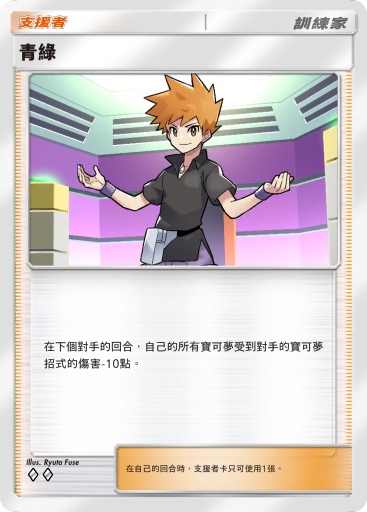 支援者
訓練家
青綠
在下個對手的回合，自己的所有寶可夢受到對手的寶可夢
招式的傷害-10點。
Illus. Ryuta Fuse
在自己的回合時，支援者卡只可使用1張。